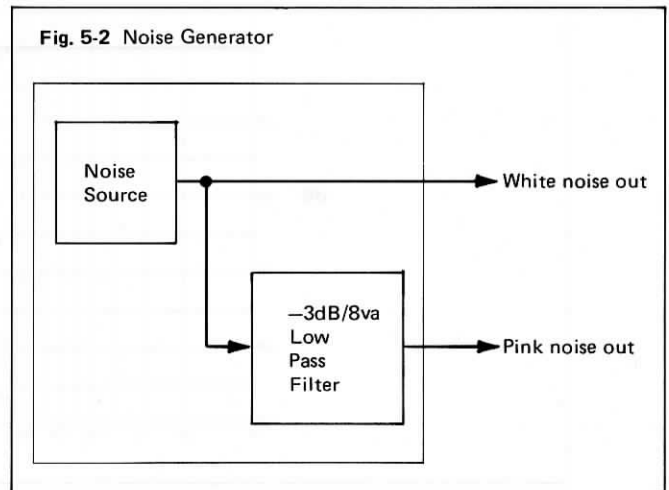 Fig. 5-2 Noise Generator
Noise
Source
White noise out
—3dB/8va
Low
Pass
Filter
Pink noise out